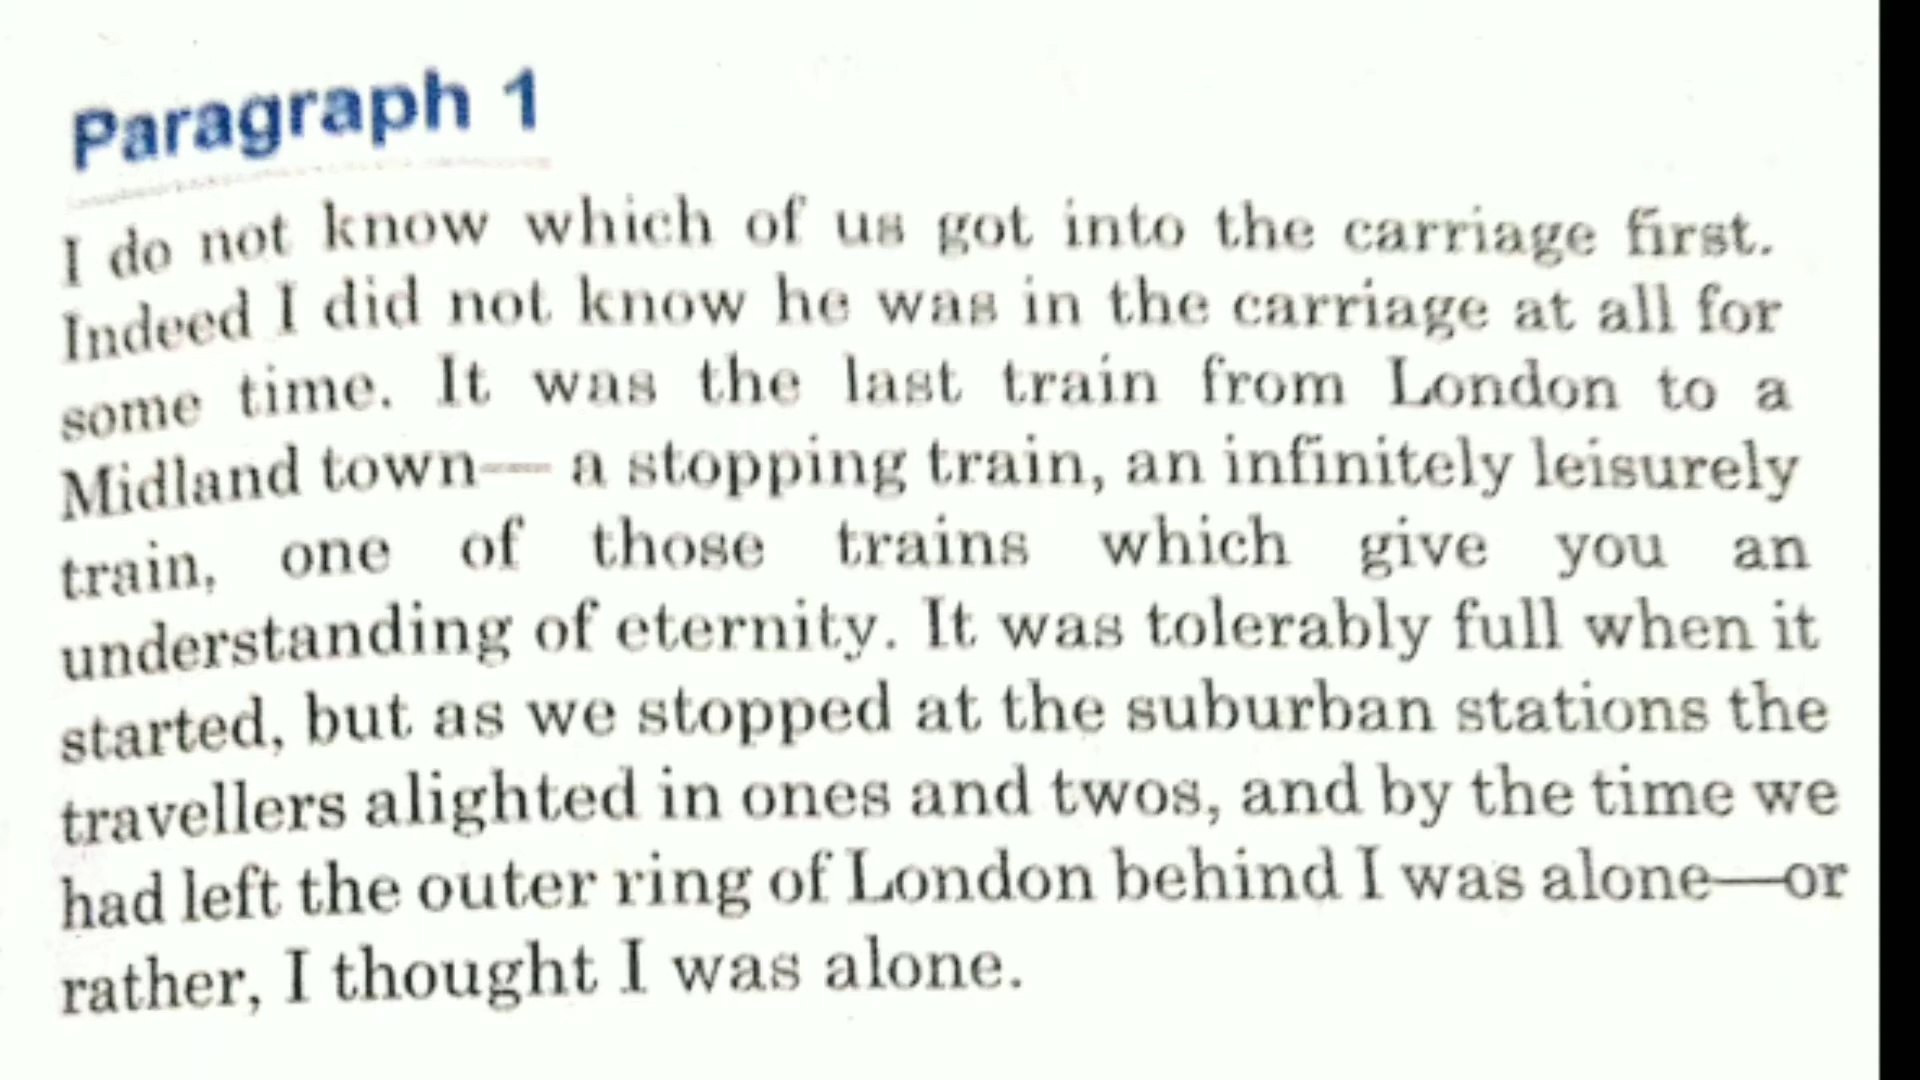 Paragraph 1
I do not know which of us got into the carriage first.
Indeed I did not know he was in the carriage at all for
some time. It was the last train from London to a
Midland town— a stopping train, an infinitely leisurely
train, one of those trains which give you an
understanding of eternity. It was tolerably full when it
started, but as we stopped at the suburban stations the
travellers alighted in ones and twos, and by the time we
had left the outer ring of London behind I was alone—or
rather, I thought I was alone.